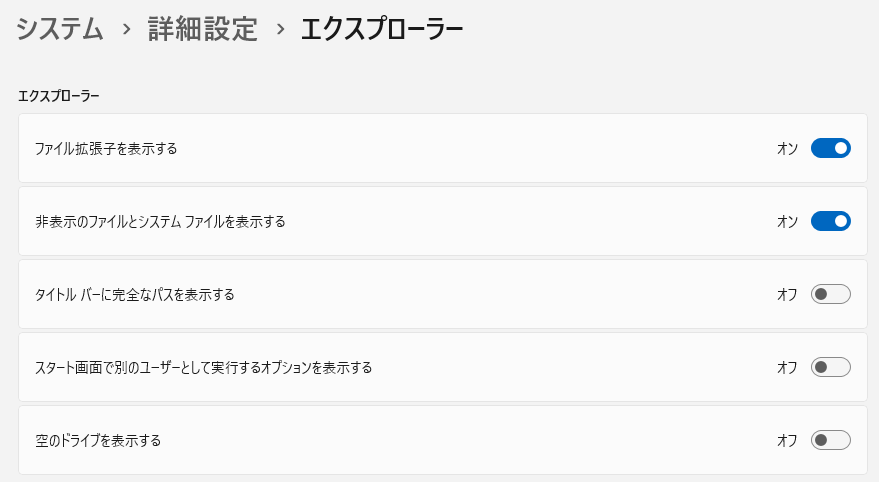 システム › 詳細設定 › エクスプローラー
エクスプローラー
ファイル拡張子を表示する オン
非表示のファイルとシステム ファイルを表示する オン
タイトル バーに完全なパスを表示する オフ
スタート画面で別のユーザーとして実行するオプションを表示する オフ
空のドライブを表示する オフ